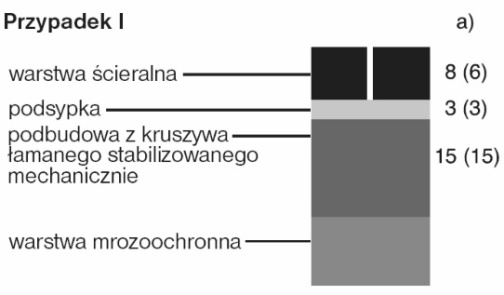 Przypadek I a)
warstwa ścieralna 8 (6)
podsypka 3 (3)
podbudowa z kruszywa
łamanego stabilizowanego 15 (15)
mechanicznie
warstwa mrozoochronna